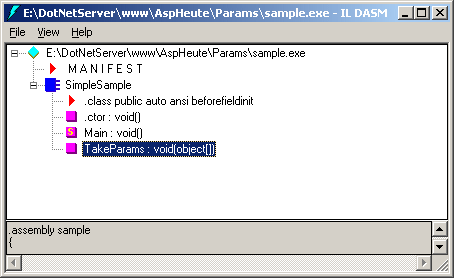 E:\DotNetServer\www\AspHeute\Params\sample.exe - IL DASM
File View Help
E:\DotNetServer\www\AspHeute\Params\sample.exe
M A N I F E S T
SimpleSample
.class public auto ansi beforefieldinit
.ctor : void()
S Main : void()
TakeParams : void(object[])
.assembly sample
{